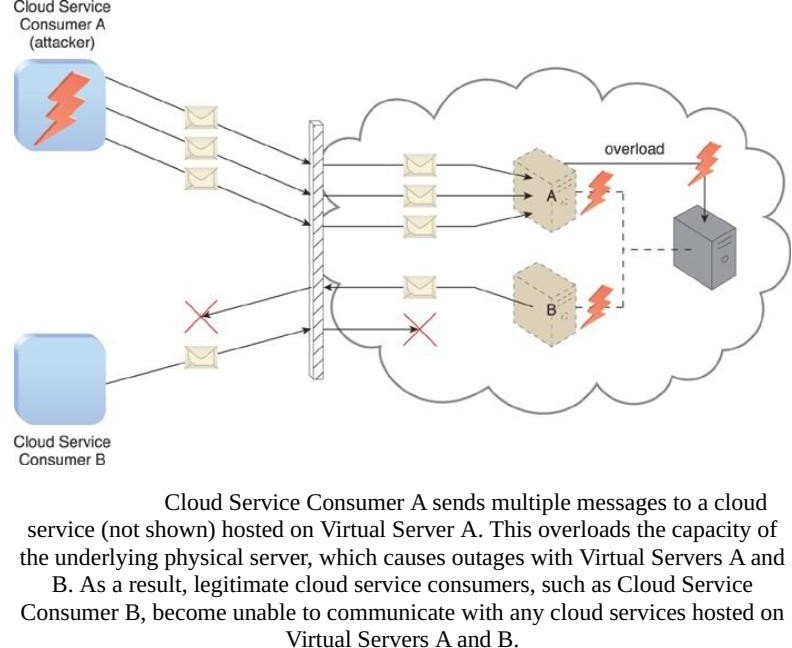 Cloud Service
Consumer A
(attacker)
overload
A
B
Cloud Service
Consumer B
Cloud Service Consumer A sends multiple messages to a cloud
service (not shown) hosted on Virtual Server A. This overloads the capacity of
the underlying physical server, which causes outages with Virtual Servers A and
B. As a result, legitimate cloud service consumers, such as Cloud Service
Consumer B, become unable to communicate with any cloud services hosted on
Virtual Servers A and B.